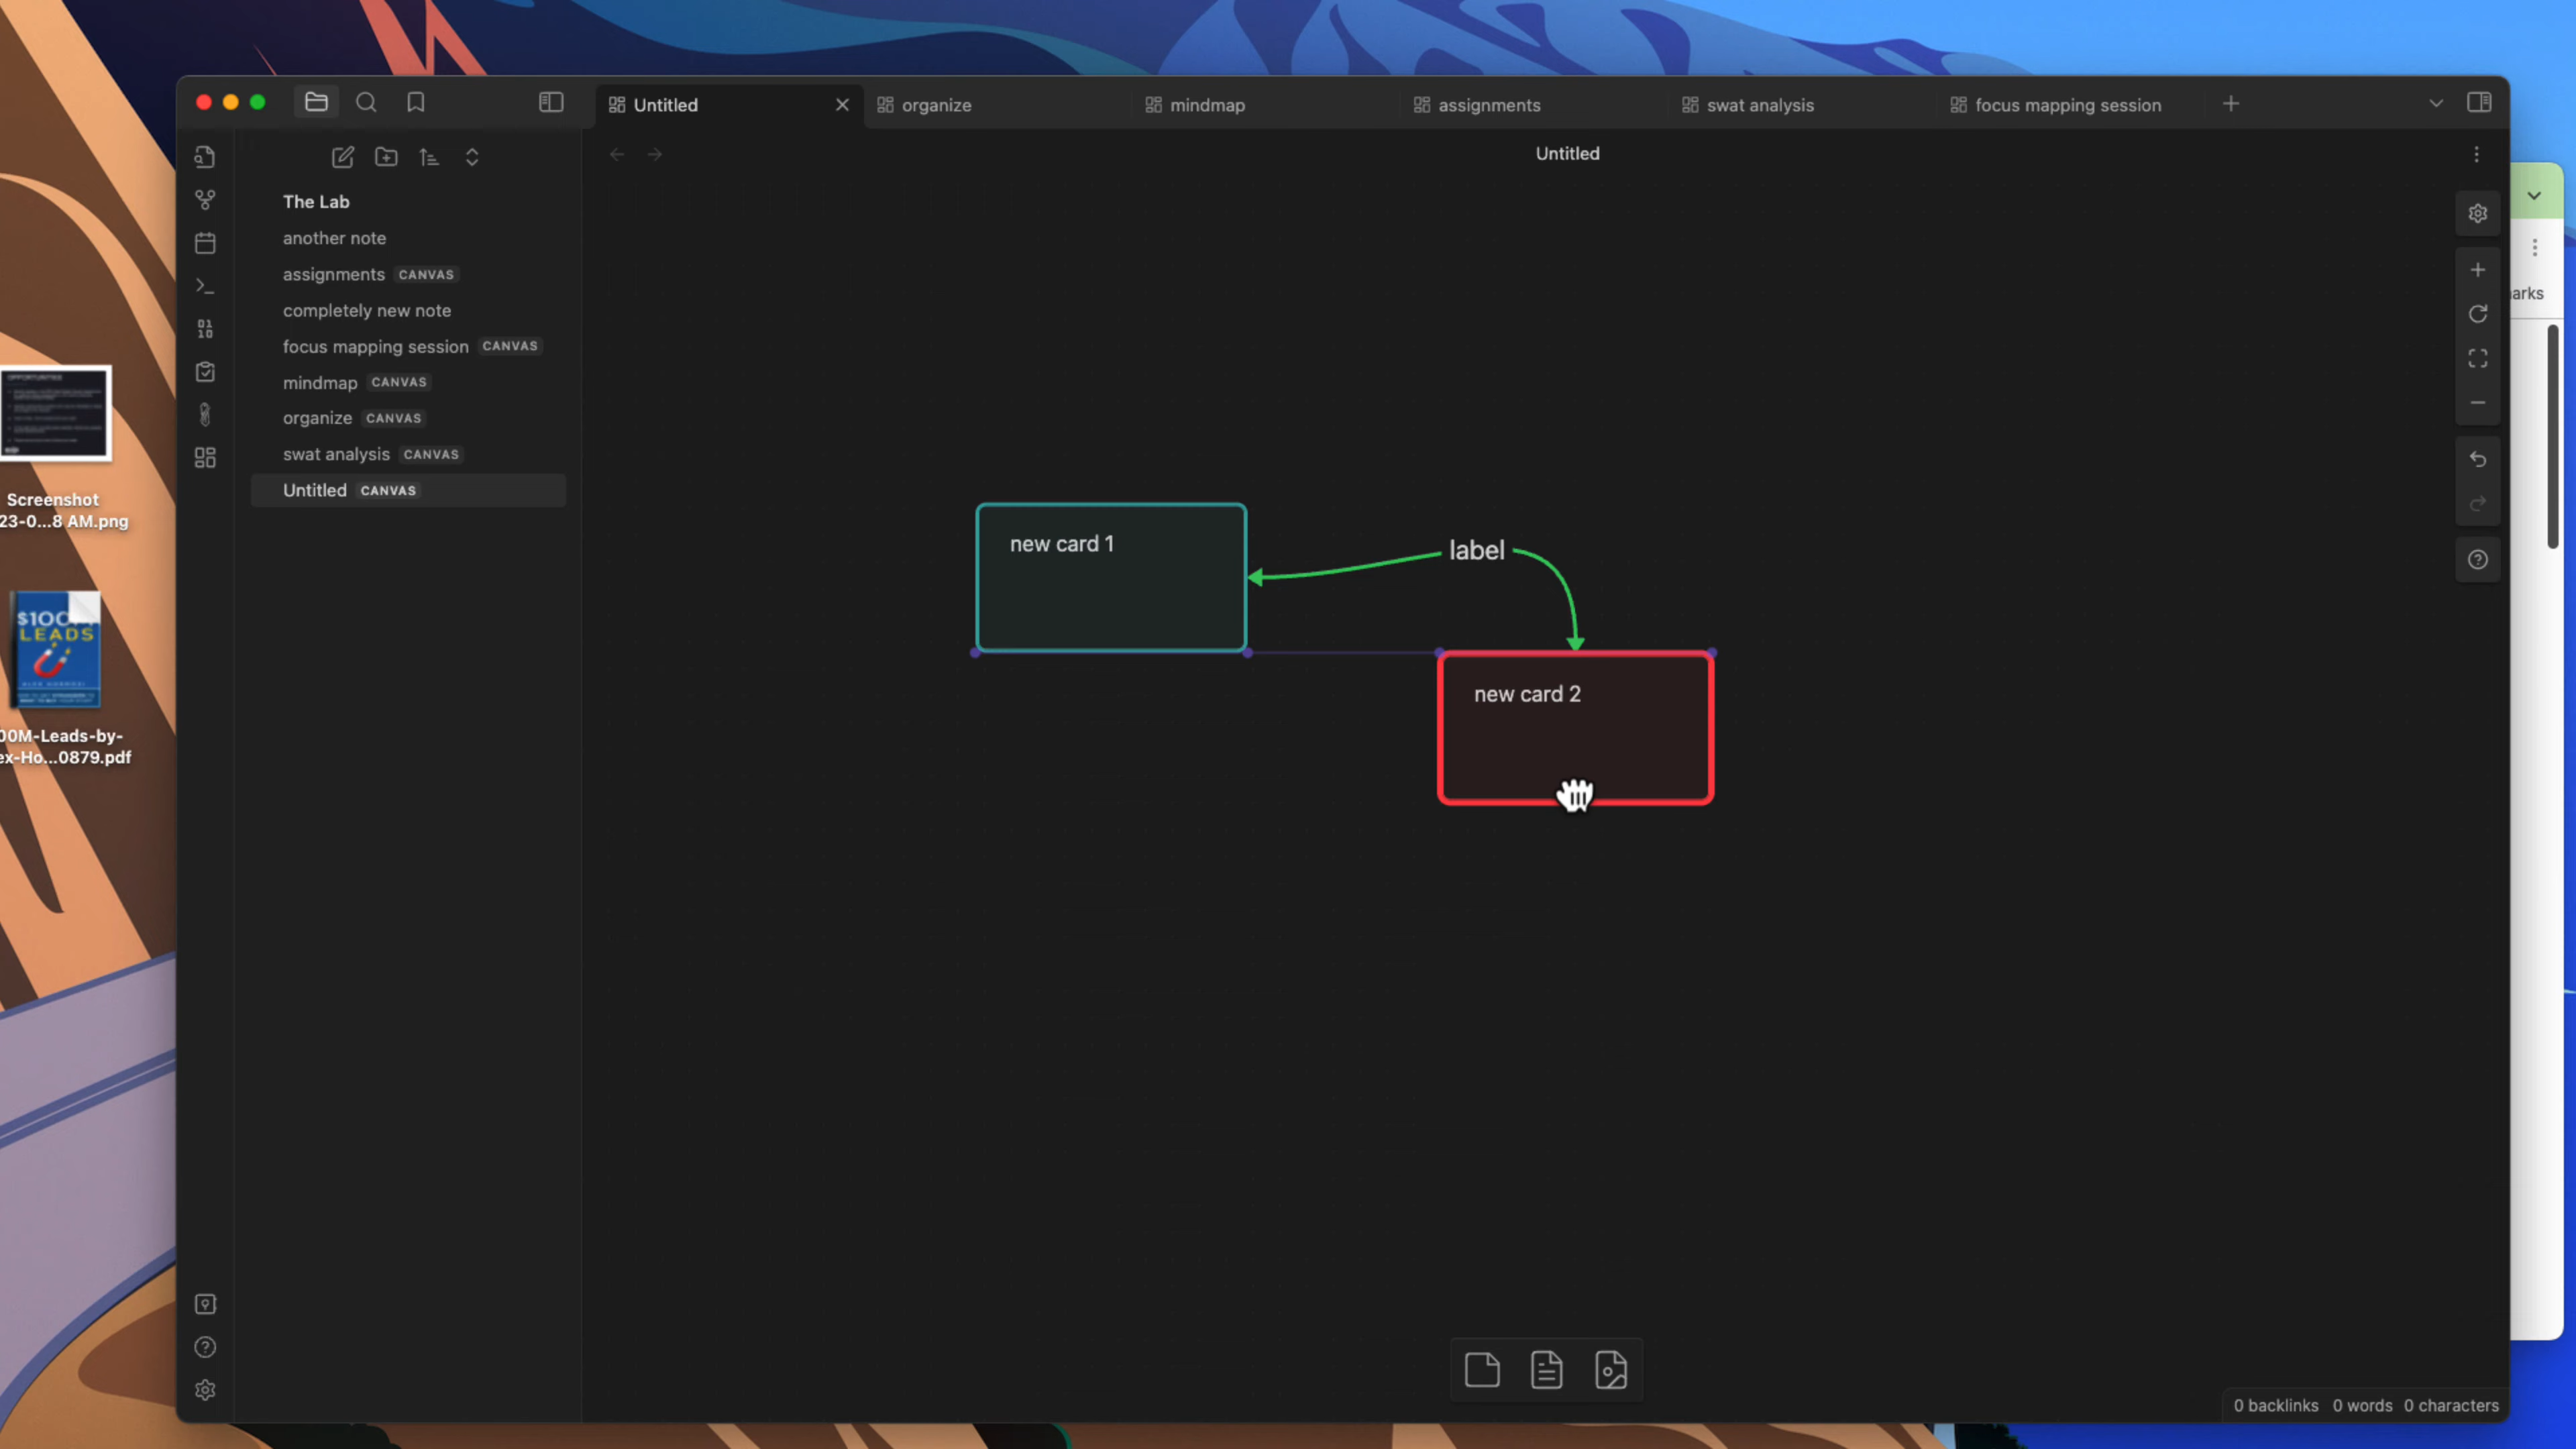 Untitled
organize
mindmap
assignments
swat analysis
focus mapping session
Untitled
The Lab
another note
assignments CANVAS
completely new note
focus mapping session CANVAS
mindmap CANVAS
organize CANVAS
swat analysis CANVAS
Untitled CANVAS
new card 1
label
new card 2
0 backlinks 0 words 0 characters
arks
OPPORTUNITIES
Screenshot
23-0...8 AM.png
LEADS
00M-Leads-by-
ex-Ho...0879.pdf